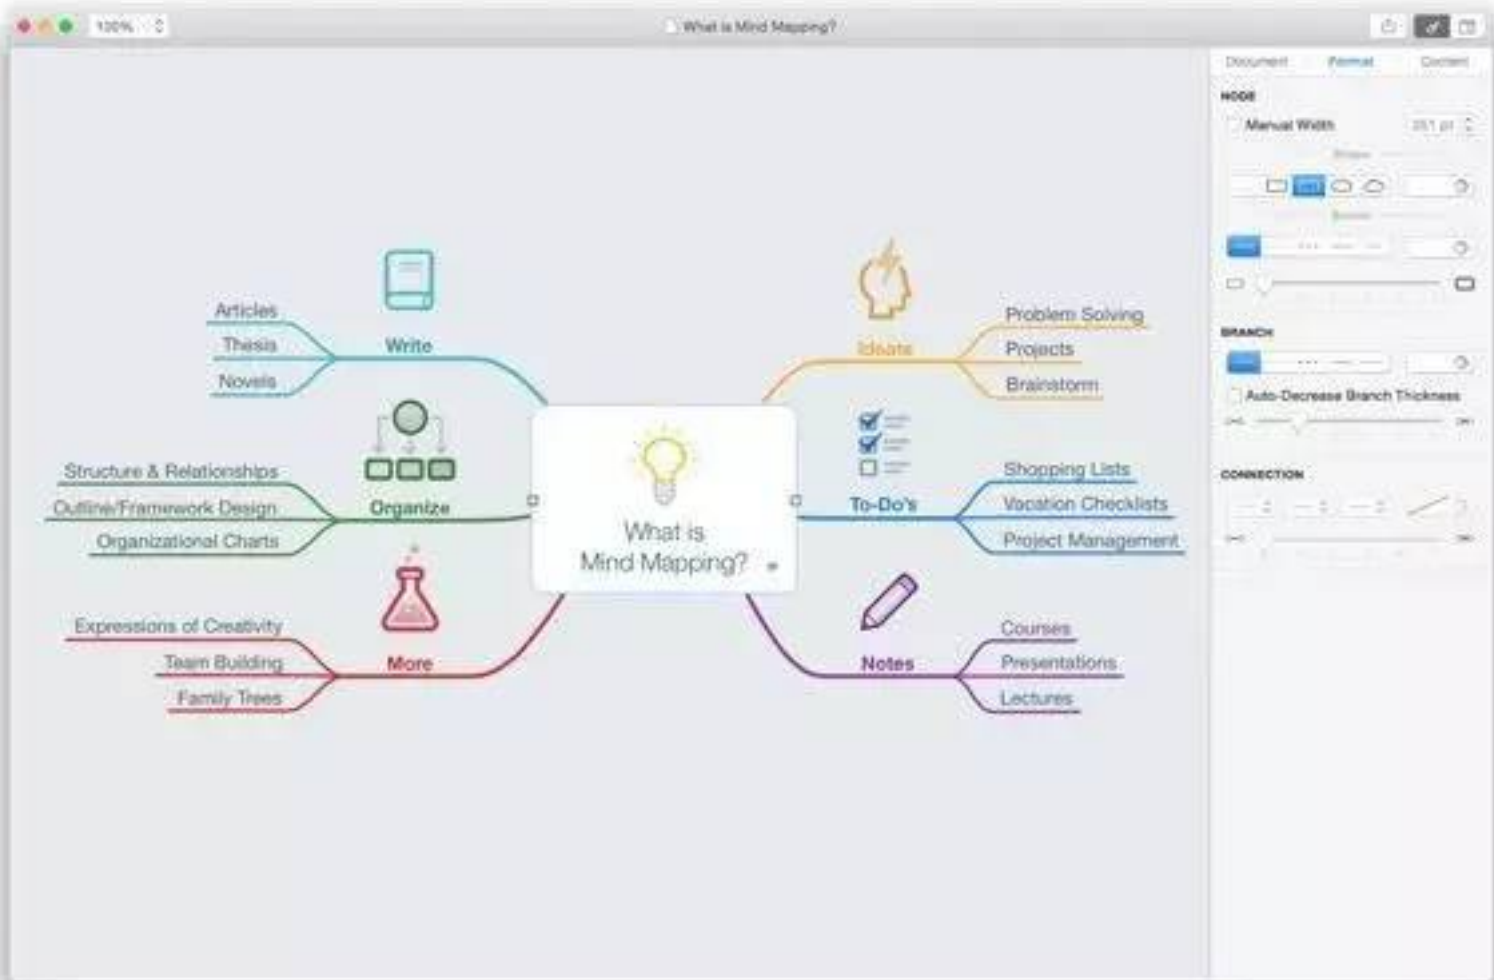 100%
What is Mind Mapping?
Document Format Content
NODE
Manual Width
Articles
Thesis
Novels
Write
Structure & Relationships
Outline/Framework Design
Organizational Charts
Organize
Expressions of Creativity
Team Building
Family Trees
More
What is
Mind Mapping?
Ideate
Problem Solving
Projects
Brainstorm
To-Do's
Shopping Lists
Vacation Checklists
Project Management
Notes
Courses
Presentations
Lectures
BRANCH
Auto-Decrease Branch Thickness
CONNECTION